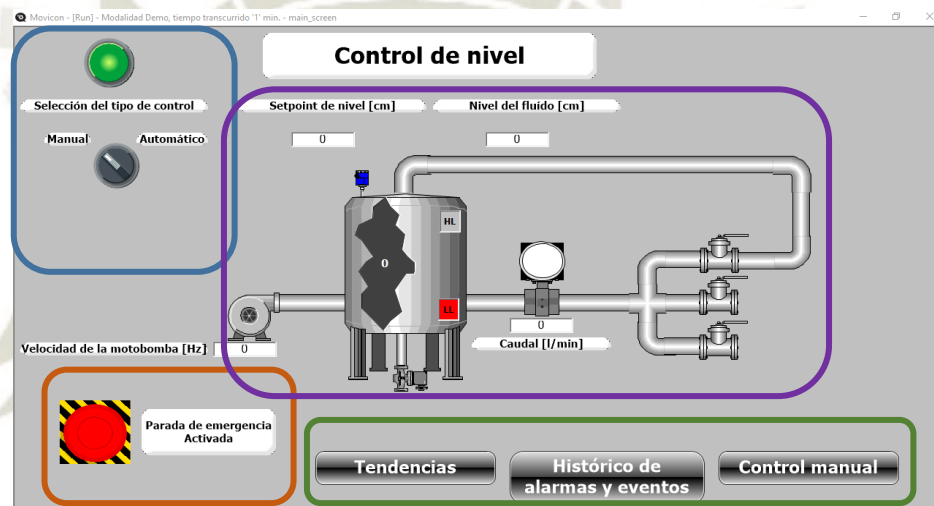 Movicon - [Run] - Modalidad Demo, tiempo transcurrido '1' min. - main_screen
Control de nivel
Selección del tipo de control
Manual
Automático
Setpoint de nivel [cm]
Nivel del fluído [cm]
0
0
HL
0
LL
0
Caudal [l/min]
Velocidad de la motobomba [Hz]
0
Parada de emergencia
Activada
Tendencias
Histórico de
alarmas y eventos
Control manual